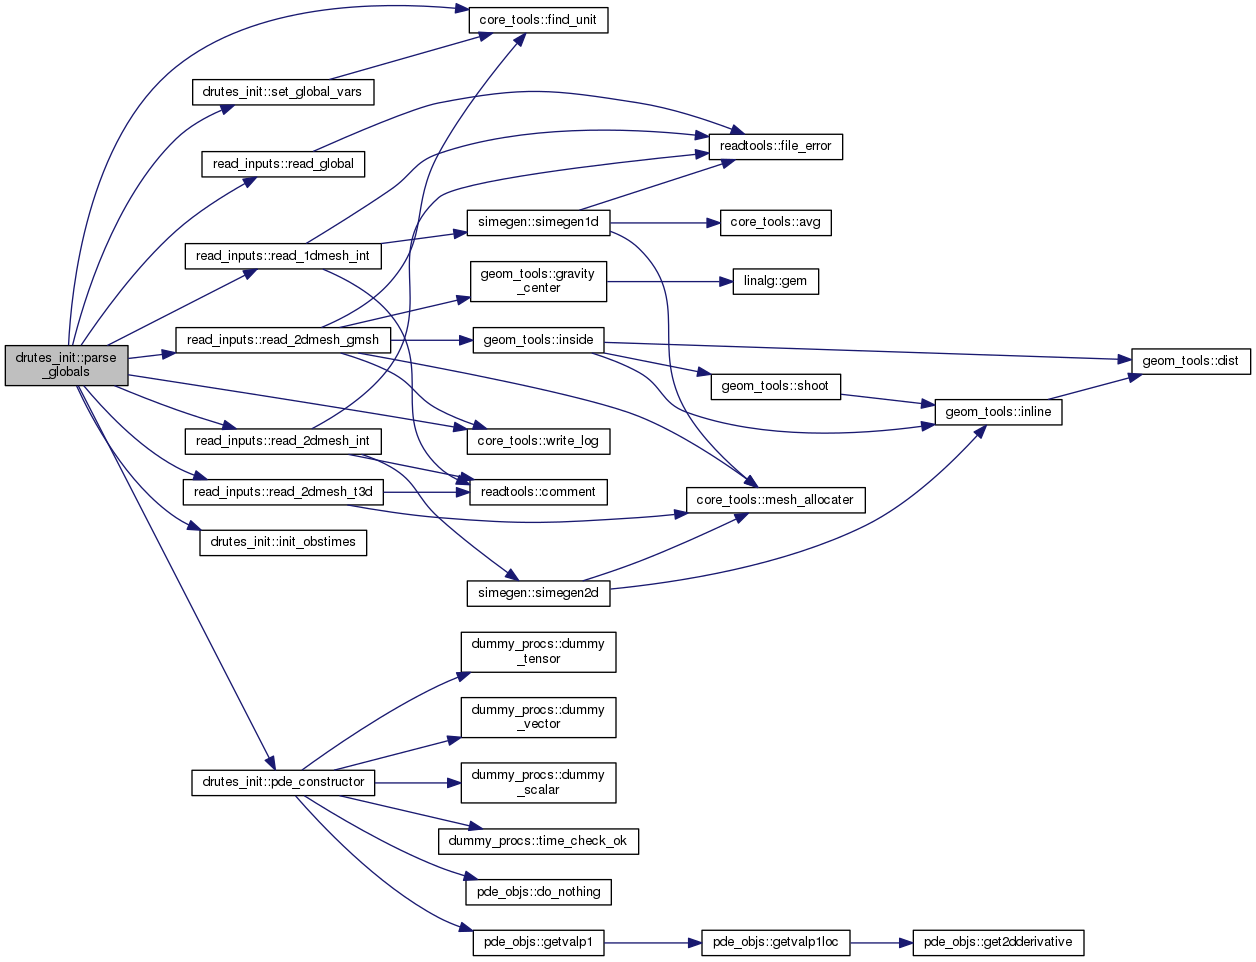 core_tools::find_unit
drutes_init::set_global_vars
readtools::file_error
read_inputs::read_global
simegen::simegen1d
core_tools::avg
read_inputs::read_1dmesh_int
geom_tools::gravity
_center
linalg::gem
read_inputs::read_2dmesh_gmsh
geom_tools::inside
drutes_init::parse
_globals
geom_tools::dist
geom_tools::shoot
geom_tools::inline
read_inputs::read_2dmesh_int
core_tools::write_log
read_inputs::read_2dmesh_t3d
readtools::comment
core_tools::mesh_allocater
drutes_init::init_obstimes
simegen::simegen2d
dummy_procs::dummy
_tensor
dummy_procs::dummy
_vector
drutes_init::pde_constructor
dummy_procs::dummy
_scalar
dummy_procs::time_check_ok
pde_objs::do_nothing
pde_objs::getvalp1
pde_objs::getvalp1loc
pde_objs::get2dderivative